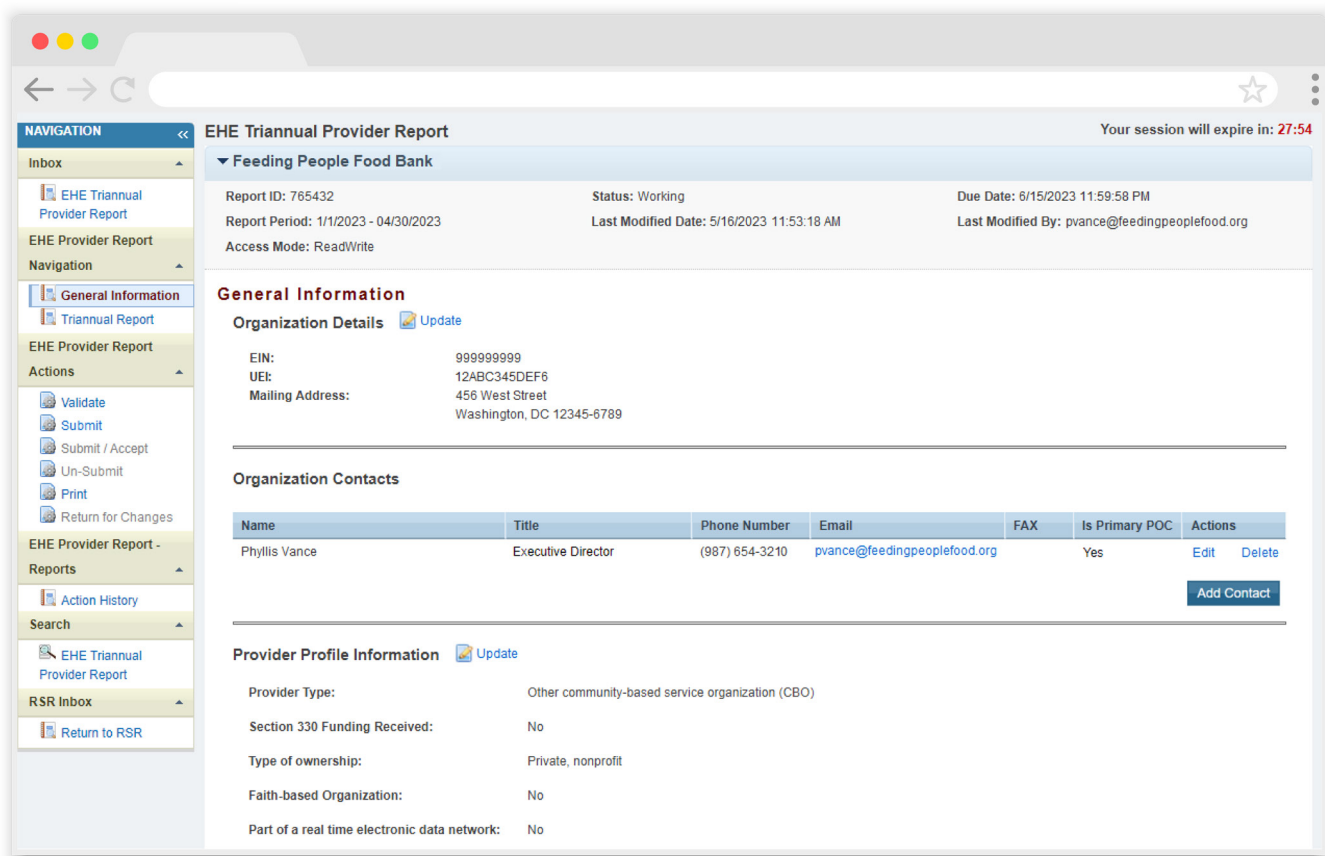 NAVIGATION «
Inbox
EHE Triannual
Provider Report
EHE Provider Report
Navigation
General Information
Triannual Report
EHE Provider Report
Actions
Validate
Submit
Submit / Accept
Un-Submit
Print
Return for Changes
EHE Provider Report -
Reports
Action History
Search
EHE Triannual
Provider Report
RSR Inbox
Return to RSR
EHE Triannual Provider Report Your session will expire in: 27:54
Feeding People Food Bank
Report ID: 765432 Status: Working Due Date: 6/15/2023 11:59:58 PM
Report Period: 1/1/2023 - 04/30/2023 Last Modified Date: 5/16/2023 11:53:18 AM Last Modified By: pvance@feedingpeoplefood.org
Access Mode: ReadWrite
General Information
Organization Details Update
EIN: 999999999
UEI: 12ABC345DEF6
Mailing Address: 456 West Street
Washington, DC 12345-6789
Organization Contacts
Name Title Phone Number Email FAX Is Primary POC Actions
Phyllis Vance Executive Director (987) 654-3210 pvance@feedingpeoplefood.org Yes Edit Delete
Add Contact
Provider Profile Information Update
Provider Type: Other community-based service organization (CBO)
Section 330 Funding Received: No
Type of ownership: Private, nonprofit
Faith-based Organization: No
Part of a real time electronic data network: No